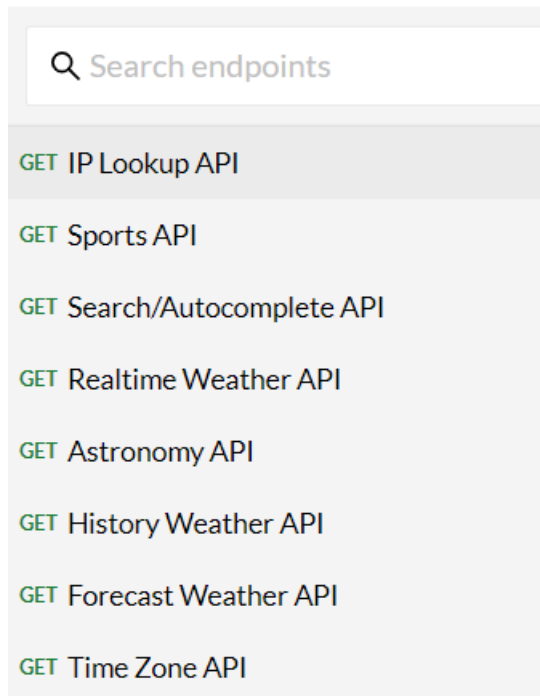 Search endpoints
GET IP Lookup API
GET Sports API
GET Search/Autocomplete API
GET Realtime Weather API
GET Astronomy API
GET History Weather API
GET Forecast Weather API
GET Time Zone API